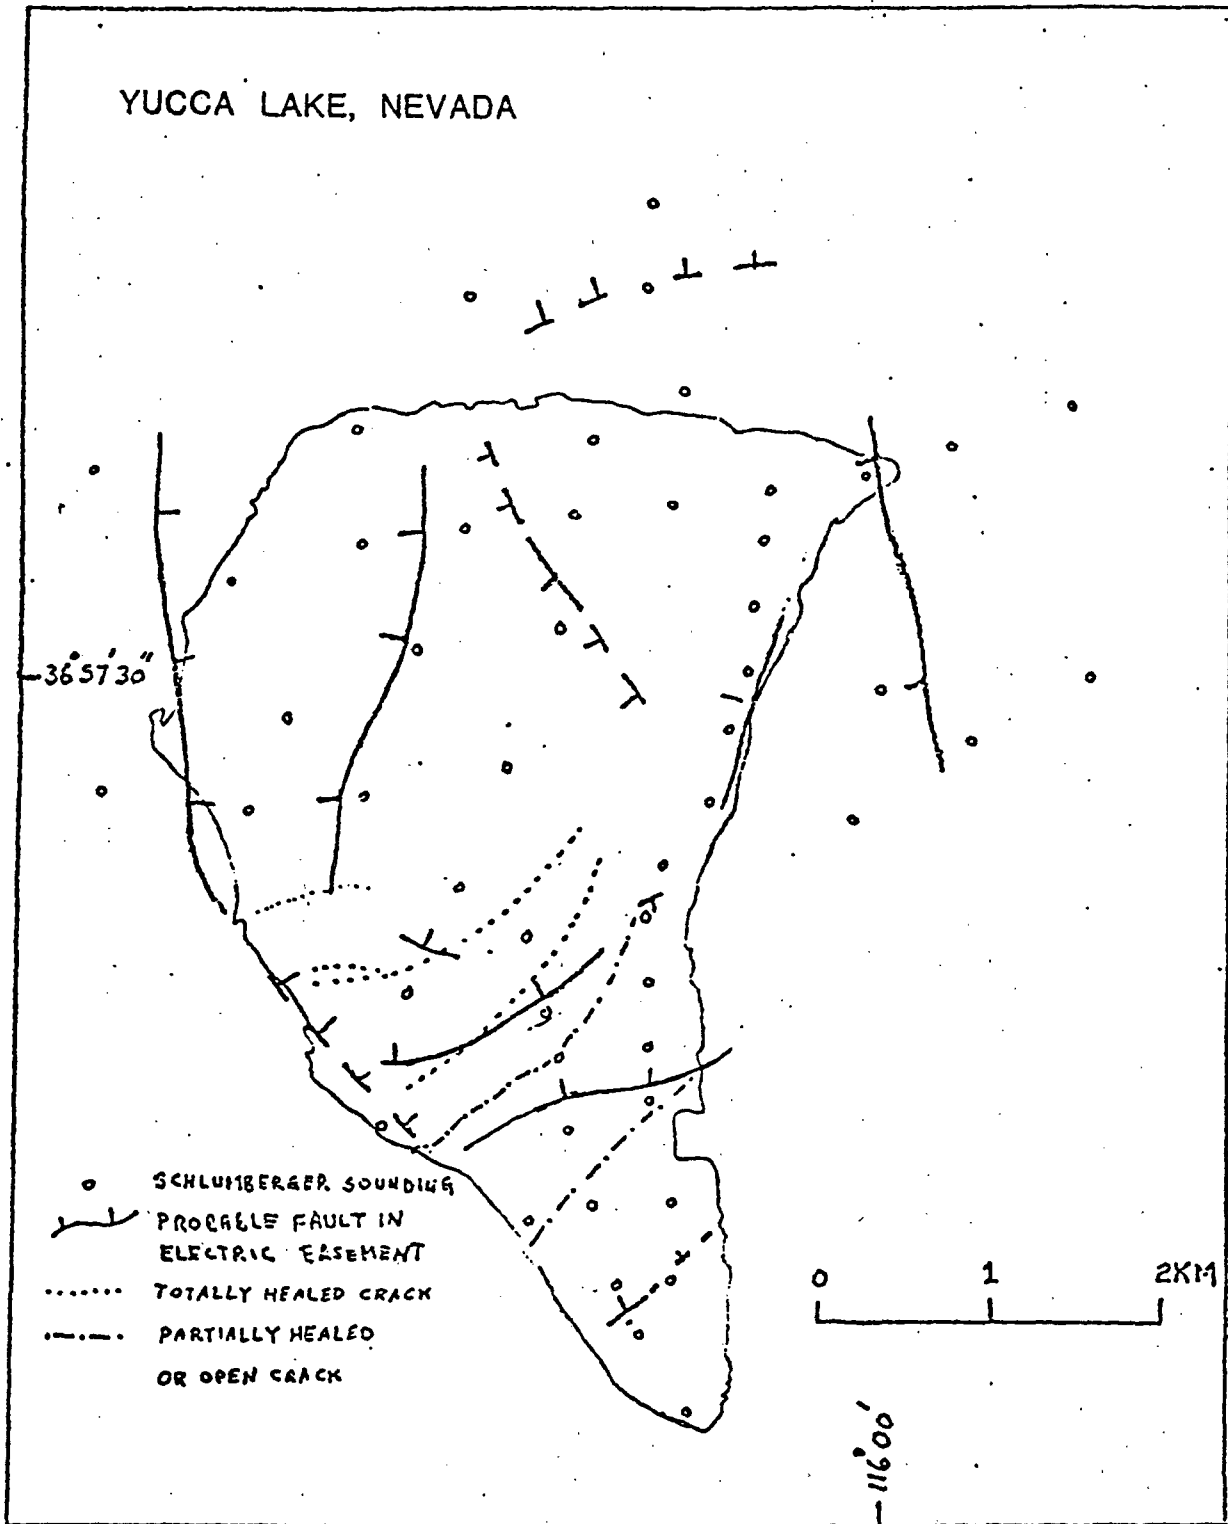 YUCCA LAKE, NEVADA
36°57'30"
SCHLUMBERGER SOUNDING
PROBABLE FAULT IN
ELECTRIC BASEMENT
TOTALLY HEALED CRACK
PARTIALLY HEALED
OR OPEN CRACK
0 1 2KM
116°00'